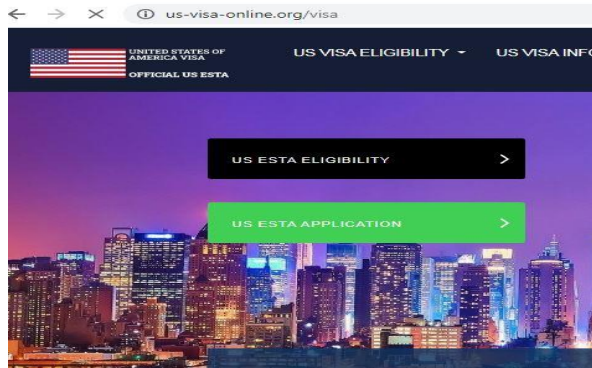 us-visa-online.org/visa
UNITED STATES OF
AMERICA VISA
OFFICIAL US ESTA
US VISA ELIGIBILITY
US VISA INFO
US ESTA ELIGIBILITY
US ESTA APPLICATION